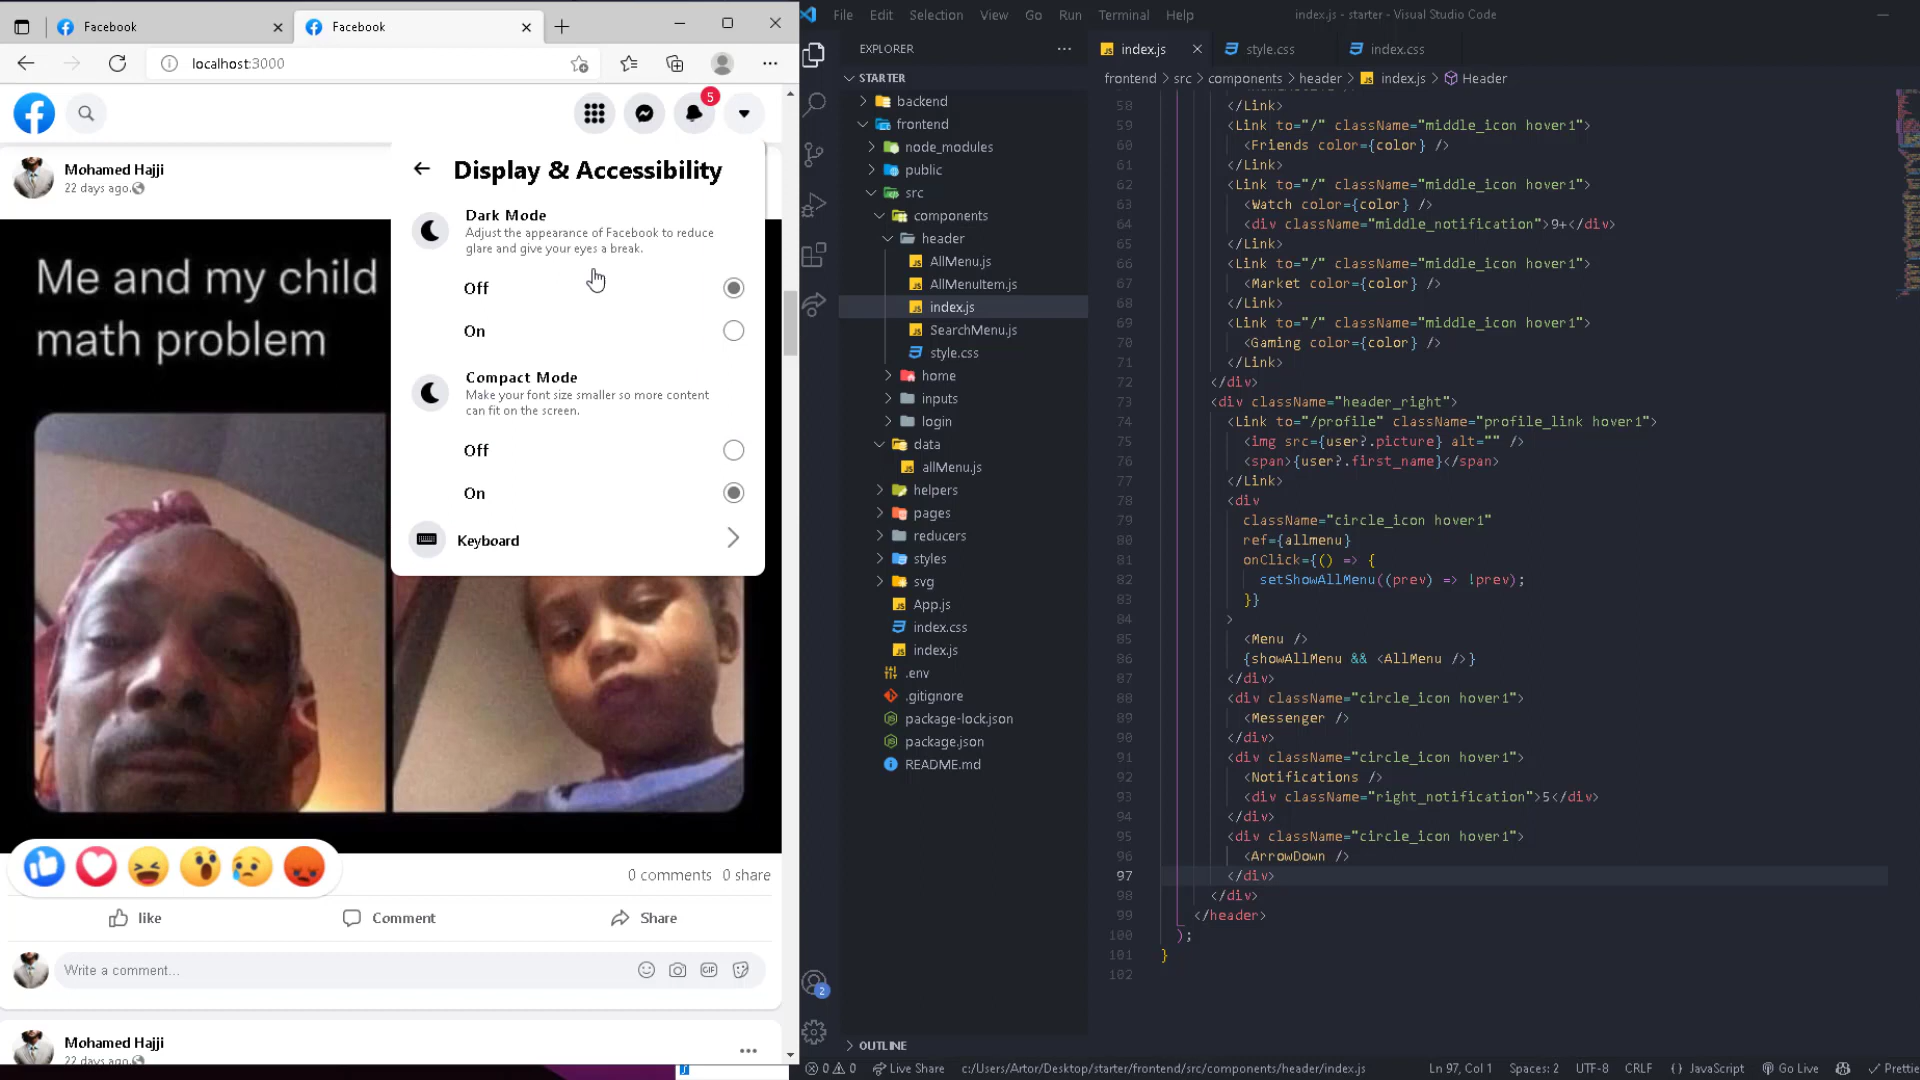 Facebook
Facebook
localhost:3000
5
Mohamed Hajji
22 days ago.
Display & Accessibility
Dark Mode
Adjust the appearance of Facebook to reduce
glare and give your eyes a break.
Off
On
Compact Mode
Make your font size smaller so more content
can fit on the screen.
Off
On
Keyboard
Me and my child
math problem
0 comments 0 share
like
Comment
Share
Write a comment...
GIF
Mohamed Hajji
22 days ago.
File Edit Selection View Go Run Terminal Help
index.js - starter - Visual Studio Code
EXPLORER
STARTER
backend
frontend
node_modules
public
src
components
header
AllMenu.js
AllMenuItem.js
index.js
SearchMenu.js
style.css
home
inputs
login
data
allMenu.js
helpers
pages
reducers
styles
svg
App.js
index.css
index.js
.env
.gitignore
package-lock.json
package.json
README.md
OUTLINE
2
index.js
style.css
index.css
frontend > src > components > header > index.js > Header
58 </Link>
59 <Link to="/" className="middle_icon hover1">
60 <Friends color={color} />
61 </Link>
62 <Link to="/" className="middle_icon hover1">
63 <Watch color={color} />
64 <div className="middle_notification">9+</div>
65 </Link>
66 <Link to="/" className="middle_icon hover1">
67 <Market color={color} />
68 </Link>
69 <Link to="/" className="middle_icon hover1">
70 <Gaming color={color} />
71 </Link>
72 </div>
73 <div className="header_right">
74 <Link to="/profile" className="profile_link hover1">
75 <img src={user?.picture} alt="" />
76 <span>{user?.first_name}</span>
77 </Link>
78 <div
79 className="circle_icon hover1"
80 ref={allmenu}
81 onClick={() => {
82 setShowAllMenu((prev) => !prev);
83 }}
84 >
85 <Menu />
86 {showAllMenu && <AllMenu />}
87 </div>
88 <div className="circle_icon hover1">
89 <Messenger />
90 </div>
91 <div className="circle_icon hover1">
92 <Notifications />
93 <div className="right_notification">5</div>
94 </div>
95 <div className="circle_icon hover1">
96 <ArrowDown />
97 </div>
98 </div>
99 </header>
100 );
101 }
102
0 0 Live Share c:/Users/Artor/Desktop/starter/frontend/src/components/header/index.js Ln 97, Col 1 Spaces: 2 UTF-8 CRLF {} JavaScript Go Live